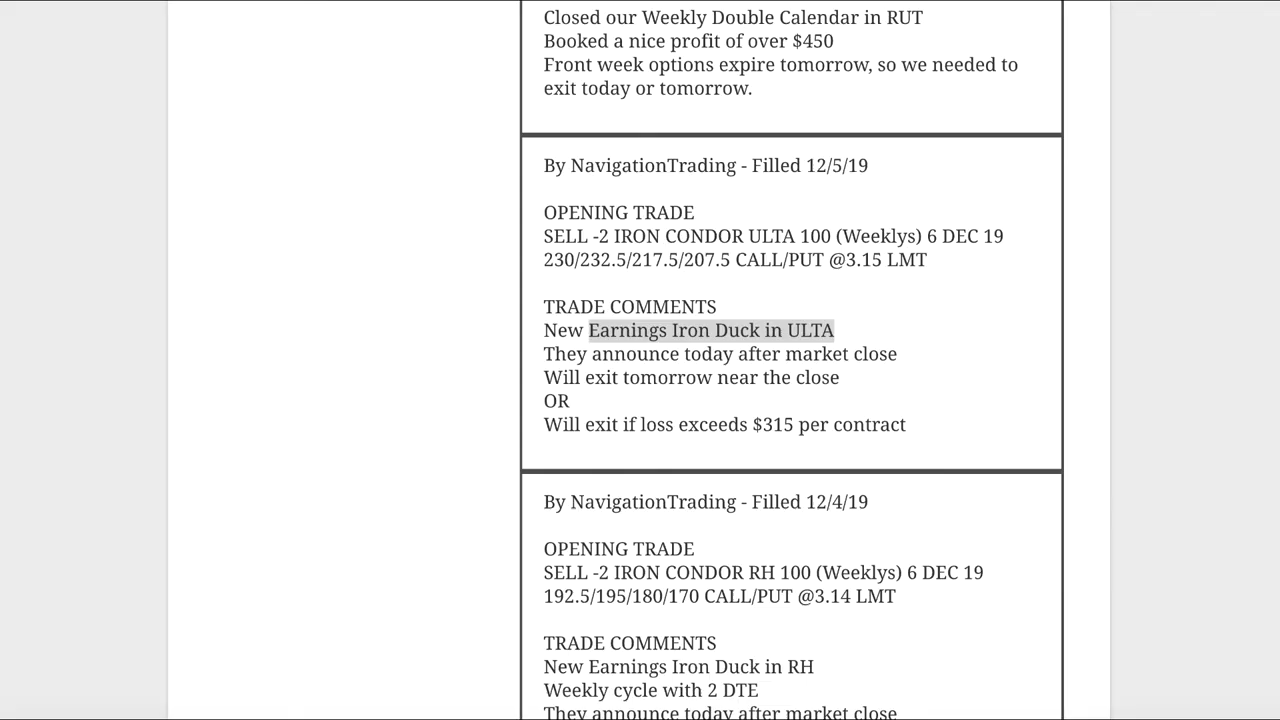 Closed our Weekly Double Calendar in RUT
Booked a nice profit of over $450
Front week options expire tomorrow, so we needed to
exit today or tomorrow.
By NavigationTrading - Filled 12/5/19
OPENING TRADE
SELL -2 IRON CONDOR ULTA 100 (Weeklys) 6 DEC 19
230/232.5/217.5/207.5 CALL/PUT @3.15 LMT
TRADE COMMENTS
New Earnings Iron Duck in ULTA
They announce today after market close
Will exit tomorrow near the close
OR
Will exit if loss exceeds $315 per contract
By NavigationTrading - Filled 12/4/19
OPENING TRADE
SELL -2 IRON CONDOR RH 100 (Weeklys) 6 DEC 19
192.5/195/180/170 CALL/PUT @3.14 LMT
TRADE COMMENTS
New Earnings Iron Duck in RH
Weekly cycle with 2 DTE
They announce today after market close